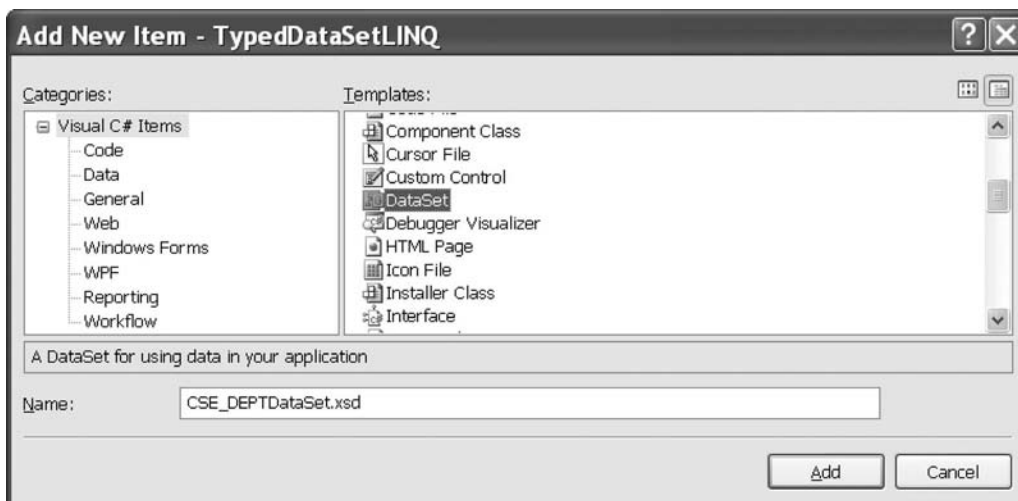 Add New Item - TypedDataSetLINQ
Categories:
Templates:
Visual C# Items
Code
Data
General
Web
Windows Forms
WPF
Reporting
Workflow
Component Class
Cursor File
Custom Control
DataSet
Debugger Visualizer
HTML Page
Icon File
Installer Class
Interface
A DataSet for using data in your application
Name:
CSE_DEPTDataSet.xsd
Add
Cancel